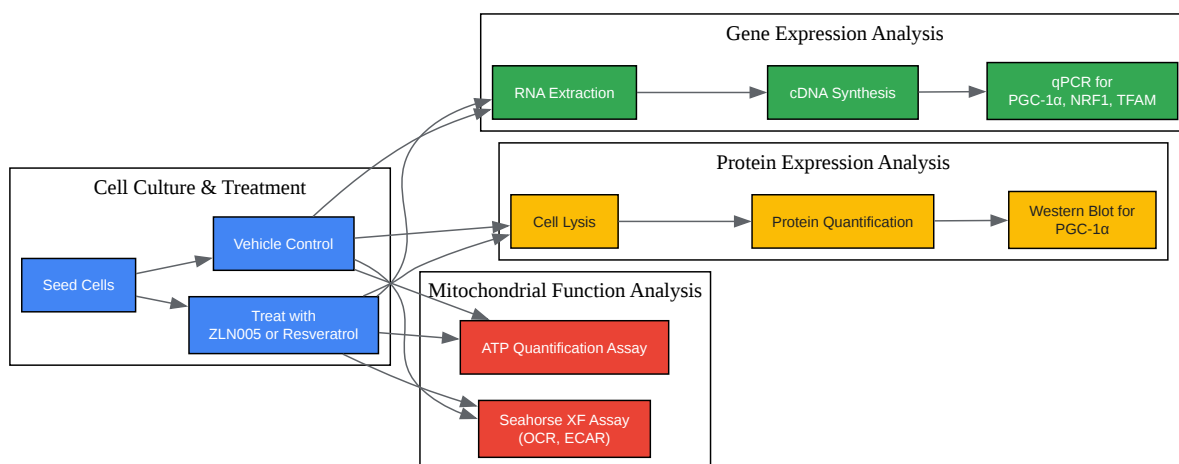 Gene Expression Analysis
RNA Extraction
cDNA Synthesis
qPCR for
PGC-1α, NRF1, TFAM
Protein Expression Analysis
Cell Lysis
Protein Quantification
Western Blot for
PGC-1α
Cell Culture & Treatment
Vehicle Control
Seed Cells
Treat with
ZLN005 or Resveratrol
Mitochondrial Function Analysis
ATP Quantification Assay
Seahorse XF Assay
(OCR, ECAR)